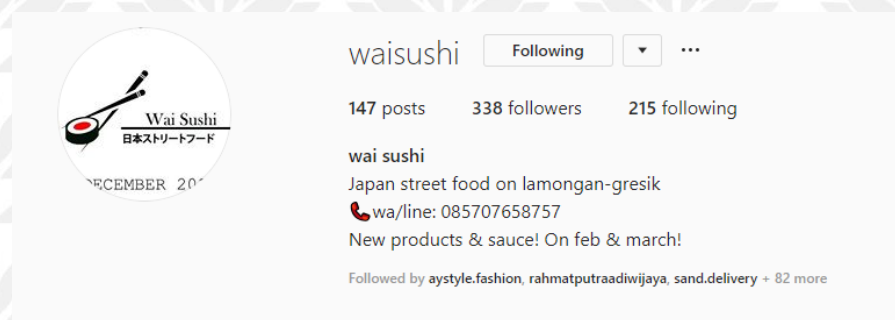 waisushi Following ...
147 posts 338 followers 215 following
Wai Sushi
日本ストリートフード
wai sushi
Japan street food on lamongan-gresik
wa/line: 085707658757
New products & sauce! On feb & march!
Followed by aystyle.fashion, rahmatputraadiwijaya, sand.delivery + 82 more